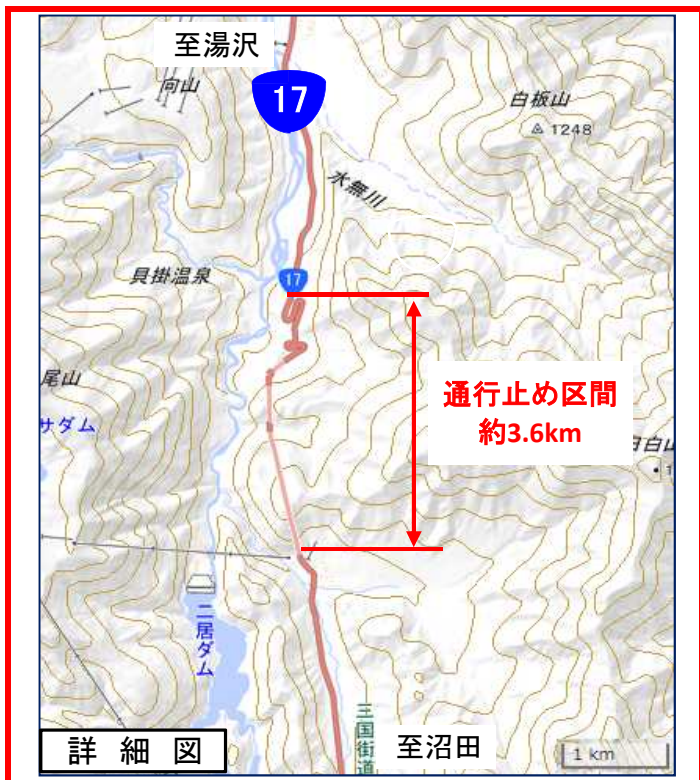 至湯沢
向山
17
白板山
1248
水無川
貝掛温泉
17
尾山
サダム
通行止め区間
約3.6km
日白山
二居ダム
三国街道
至沼田
詳細図
1 km